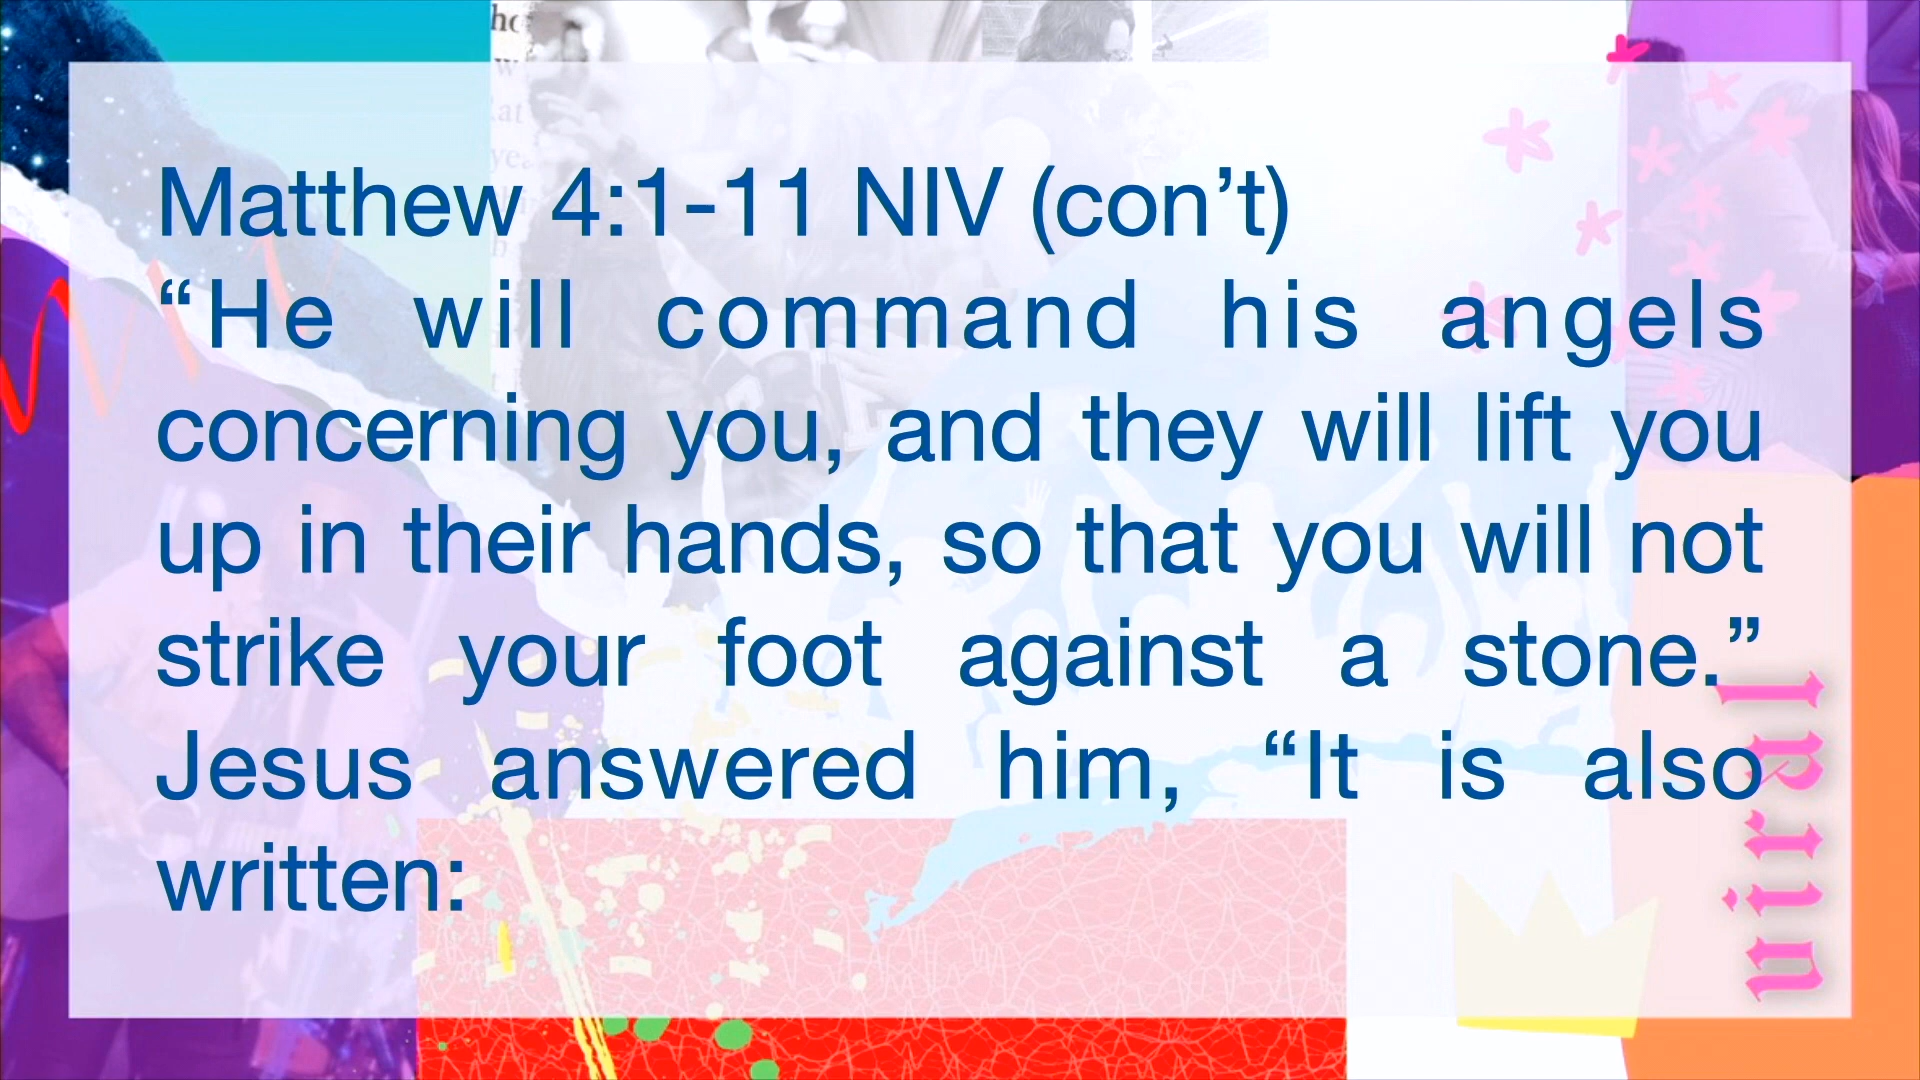 Matthew 4:1-11 NIV (con’t)
“He will command his angels
concerning you, and they will lift you
up in their hands, so that you will not
strike your foot against a stone.”
Jesus answered him, “It is also
written:
viral